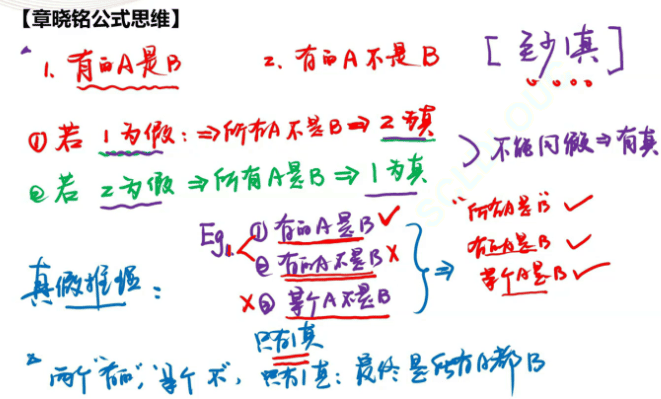 【章晓铭公式思维】
1. 有的A是B  2. 有的A不是B  [至少1真]
① 若 1为假：⇒所有A不是B⇒2为真
② 若 2为假 ⇒所有A是B⇒1为真
不能同假⇒有真
Eg1. ① 有的A是B ✓
② 有的A不是B ×
× ③ 某个A不是B
只有1真
⇒ "所有A是B" ✓
有的A是B ✓
某个A是B ✓
真假推理：
两个"有的"，"某个 不"，只有1真：最终是所有A都B